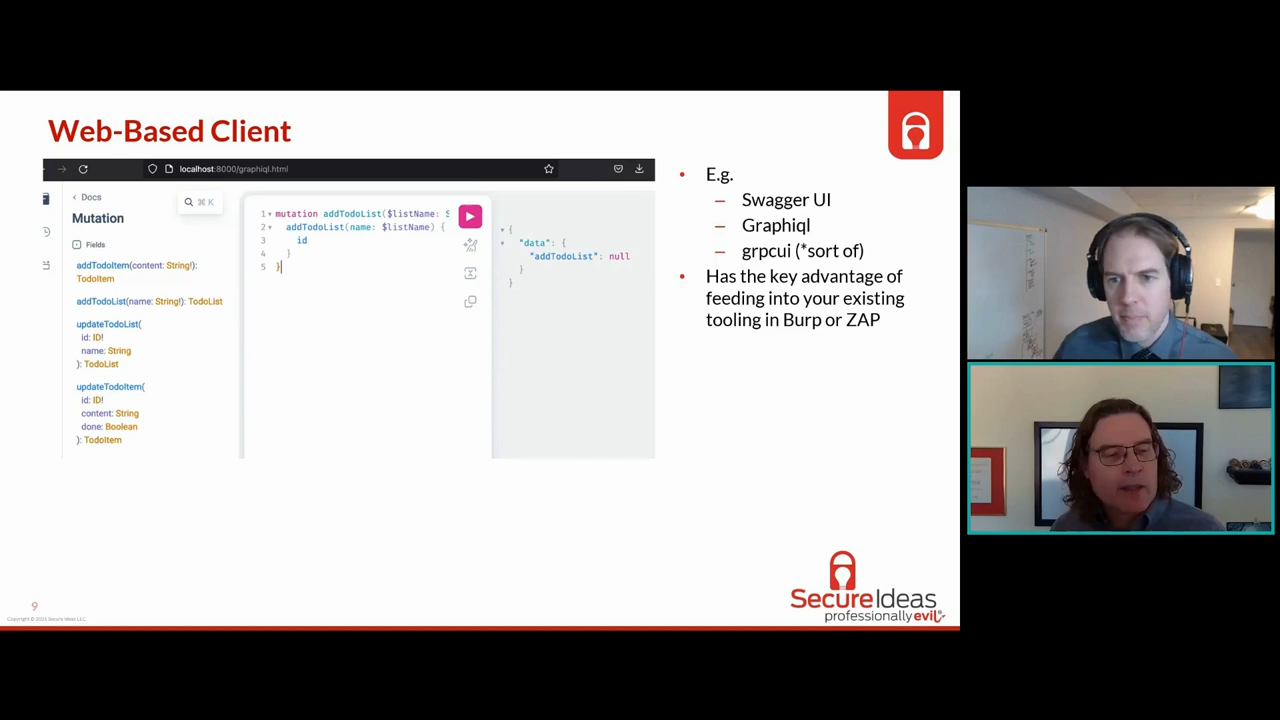 Web-Based Client
localhost:8000/graphiql.html
Docs
⌘ K
Mutation
Fields
addTodoItem(content: String!):
TodoItem
addTodoList(name: String!): TodoList
updateTodoList(
id: ID!
name: String
): TodoList
updateTodoItem(
id: ID!
content: String
done: Boolean
): TodoItem
1 mutation addTodoList($listName: S
2 addTodoList(name: $listName) {
3 id
4 }
5 }
{
"data": {
"addTodoList": null
}
}
• E.g.
– Swagger UI
– Graphiql
– grpcui (*sort of)
• Has the key advantage of
feeding into your existing
tooling in Burp or ZAP
SecureIdeas
professionally evil
9